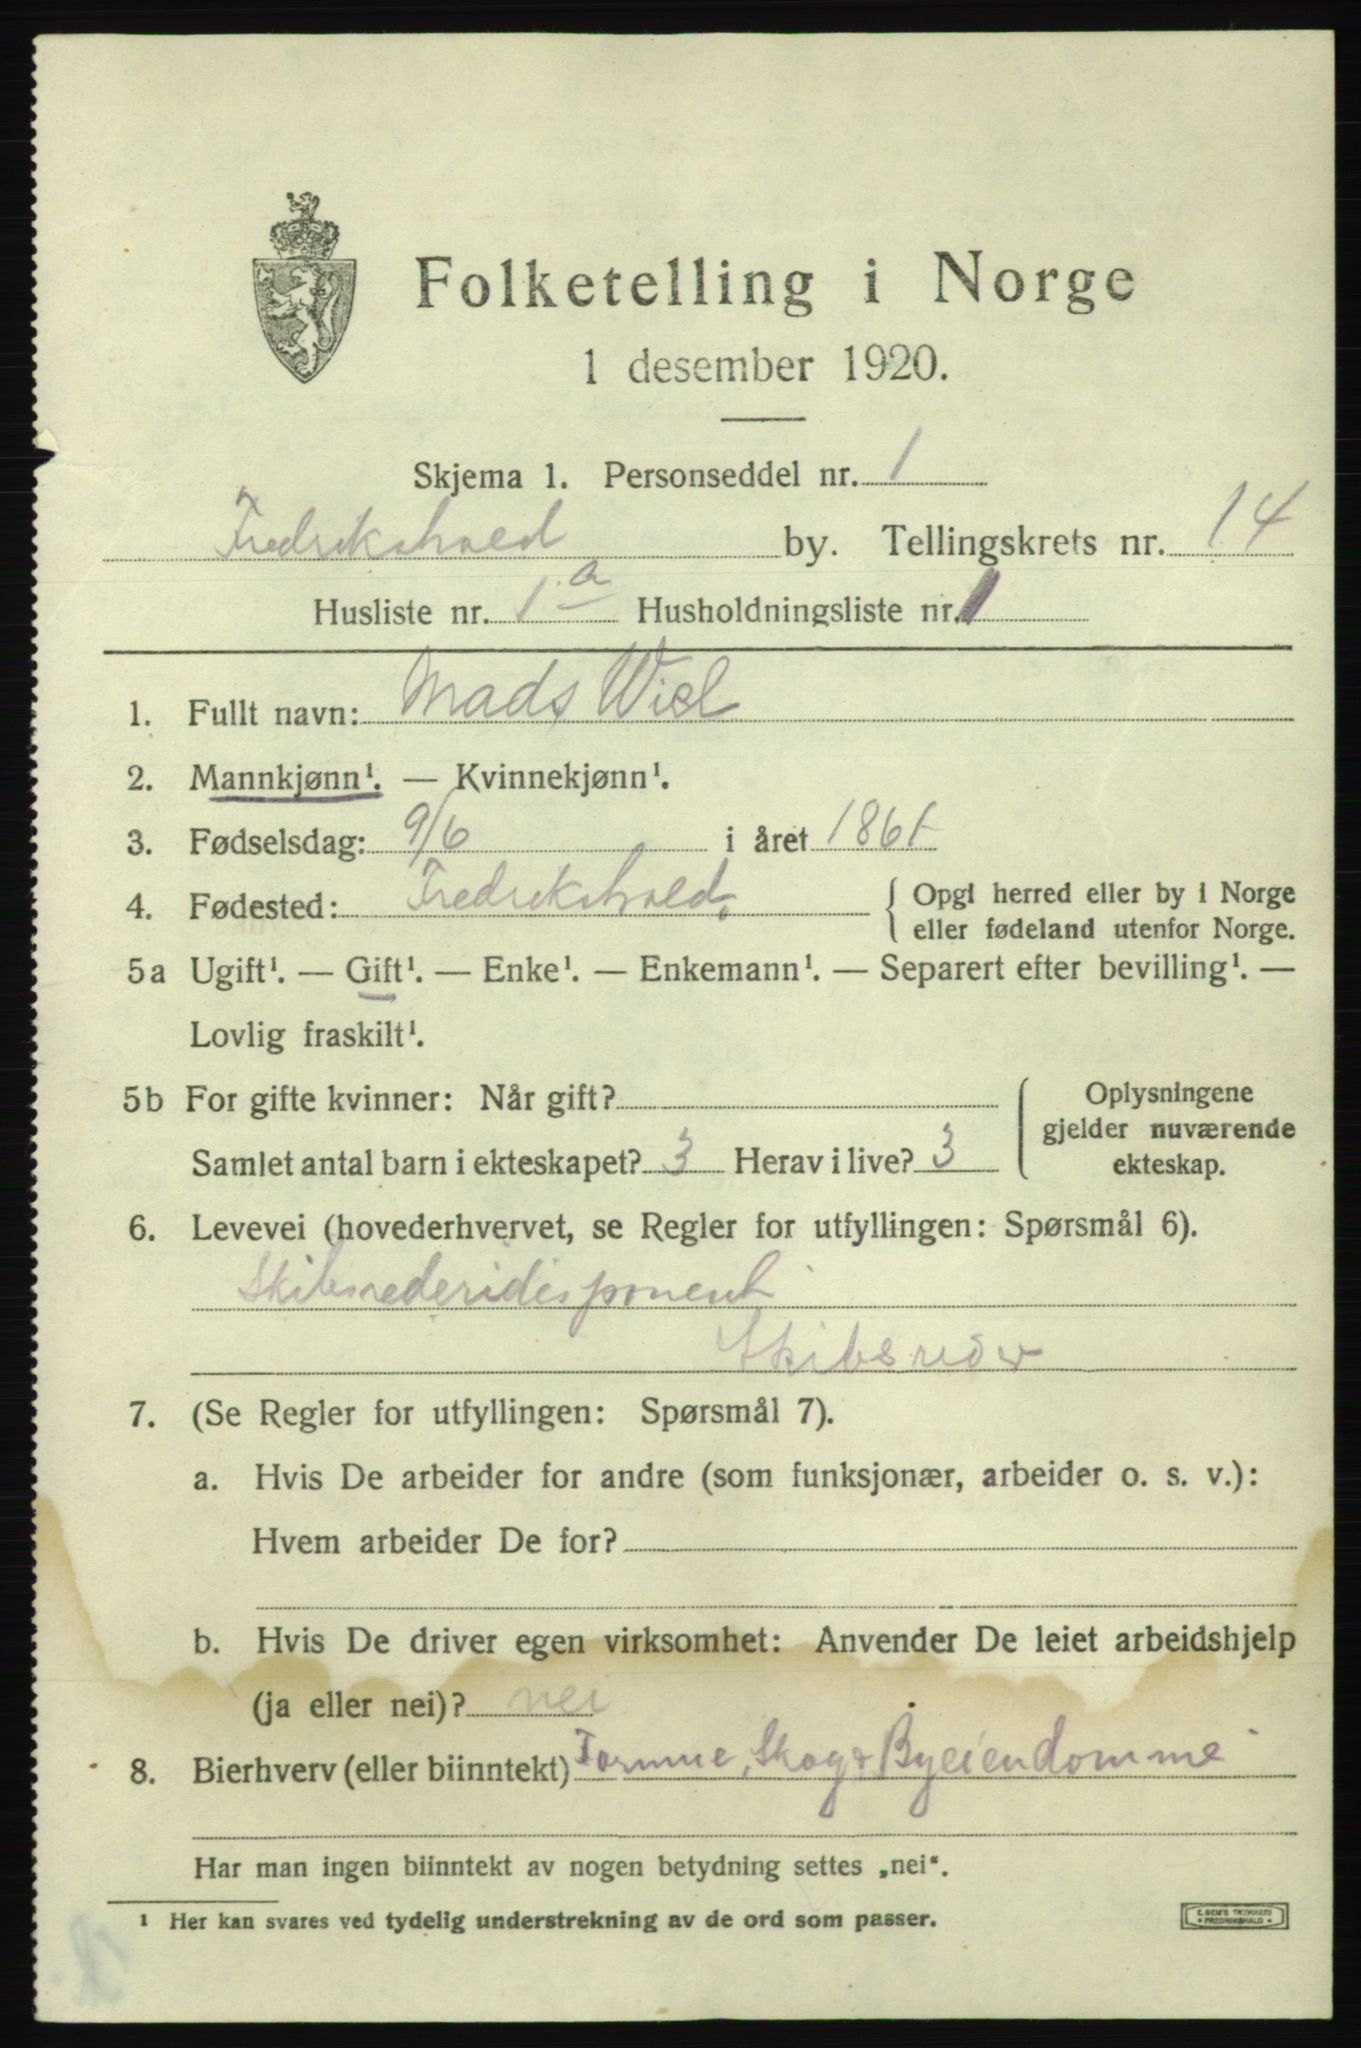 Folketelling i Norge
1 desember 1920.
Skjema 1. Personseddel nr. 1
Fredrikshald by. Tellingskrets nr. 14
Husliste nr. 1a Husholdningsliste nr. 1
1. Fullt navn: Mads Wiel
2. Mannkjønn¹. — Kvinnekjønn¹.
3. Fødselsdag: 9/6 i året 1861
4. Fødested: Fredrikshald. { Opgi herred eller by i Norge
eller fødeland utenfor Norge.
5a Ugift¹. — Gift¹. — Enke¹. — Enkemann¹. — Separert efter bevilling¹. —
Lovlig fraskilt¹.
5b For gifte kvinner: Når gift?
Samlet antal barn i ekteskapet? 3 Herav i live? 3
Oplysningene
gjelder nuværende
ekteskap.
6. Levevei (hovederhvervet, se Regler for utfyllingen: Spørsmål 6).
Skibsrederidisponent
Skibsreder
7. (Se Regler for utfyllingen: Spørsmål 7).
a. Hvis De arbeider for andre (som funksjonær, arbeider o. s. v.):
Hvem arbeider De for?
b. Hvis De driver egen virksomhet: Anvender De leiet arbeidshjelp
(ja eller nei)? nei
8. Bierhverv (eller biinntekt) Formue, Skog & Byeiendomme
Har man ingen biinntekt av nogen betydning settes „nei“.
¹ Her kan svares ved tydelig understrekning av de ord som passer.
FREDRIKSHALD